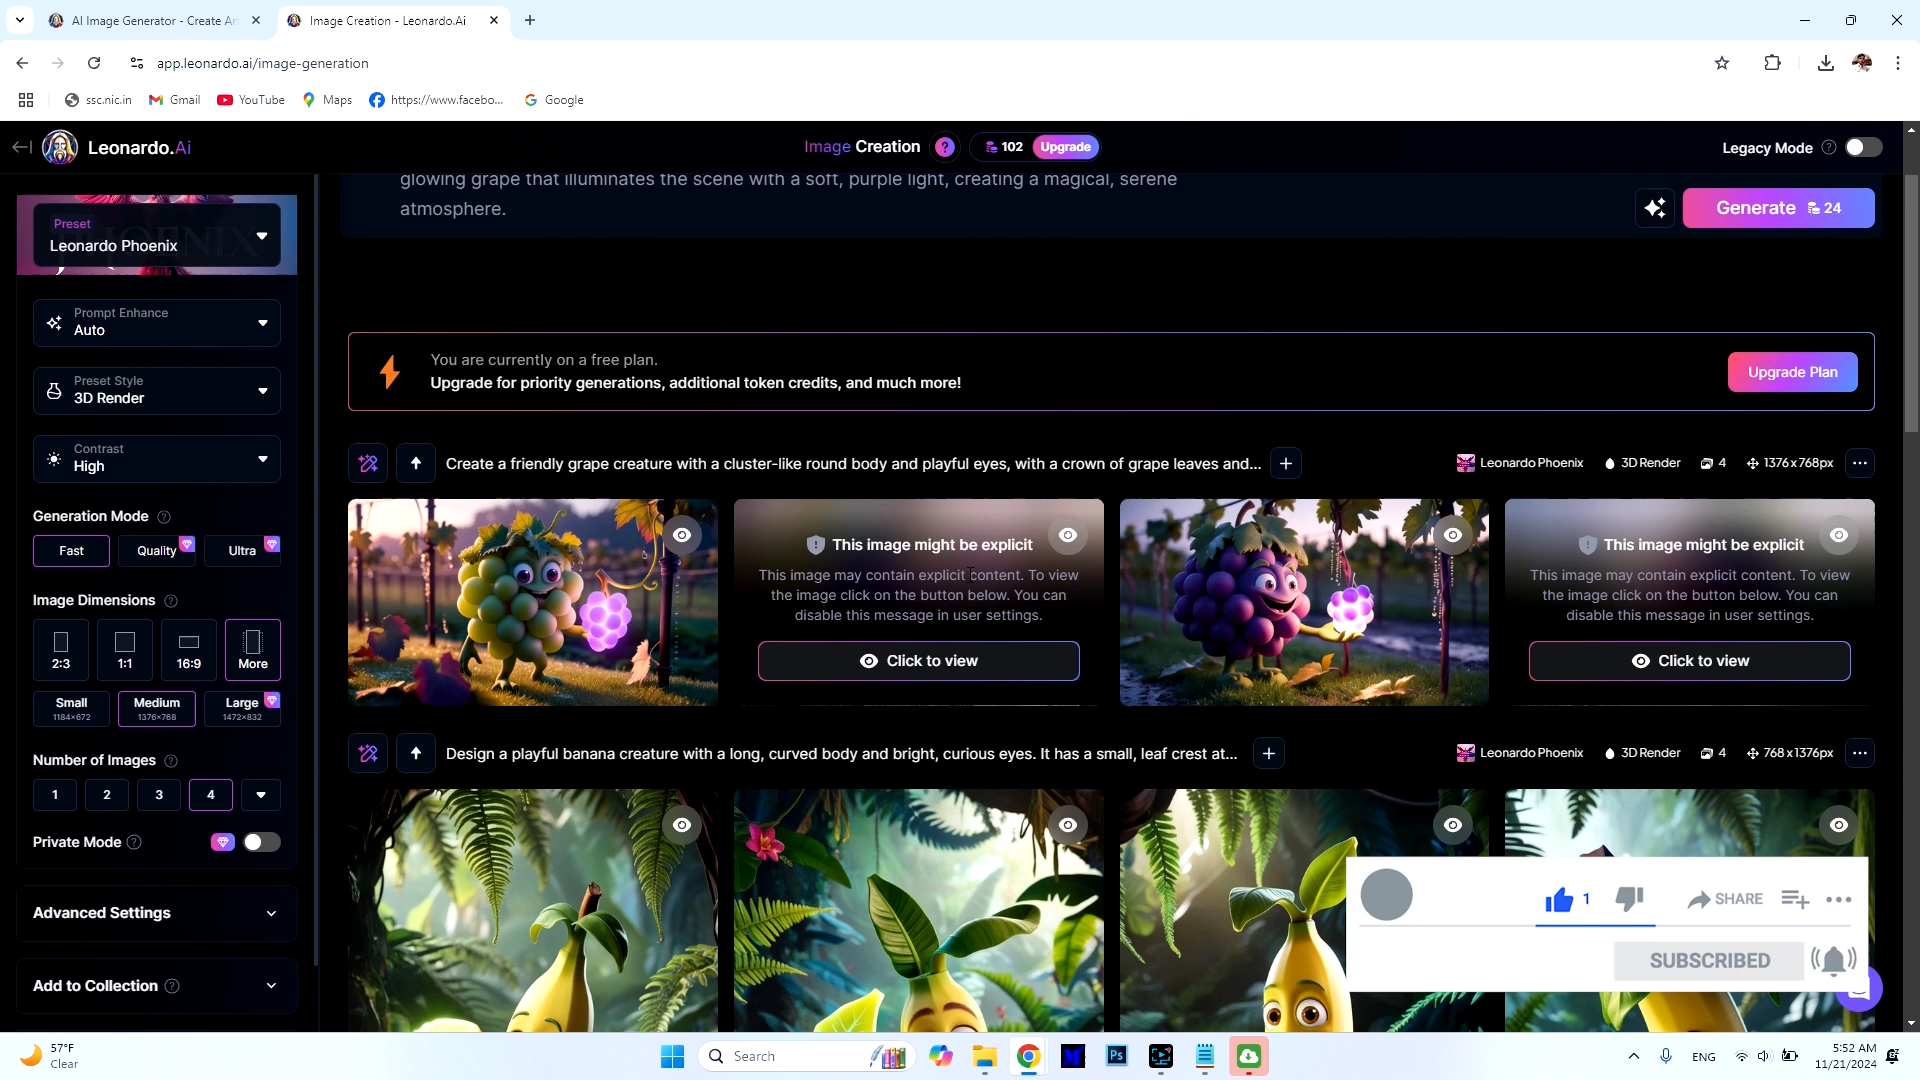 AI Image Generator - Create Ar
Image Creation - Leonardo.Ai
app.leonardo.ai/image-generation
ssc.nic.in
Gmail
YouTube
Maps
https://www.facebo...
Google
Leonardo.Ai
Image Creation
?
102
Upgrade
Legacy Mode
glowing grape that illuminates the scene with a soft, purple light, creating a magical, serene
atmosphere.
Generate 24
Preset
Leonardo Phoenix
Prompt Enhance
Auto
Preset Style
3D Render
Contrast
High
Generation Mode
Fast
Quality
Ultra
Image Dimensions
2:3
1:1
16:9
More
Small
1184×672
Medium
1376×768
Large
1472×832
Number of Images
1
2
3
4
Private Mode
Advanced Settings
Add to Collection
You are currently on a free plan.
Upgrade for priority generations, additional token credits, and much more!
Upgrade Plan
Create a friendly grape creature with a cluster-like round body and playful eyes, with a crown of grape leaves and...
Leonardo Phoenix
3D Render
4
1376x768px
This image might be explicit
This image may contain explicit content. To view
the image click on the button below. You can
disable this message in user settings.
Click to view
This image might be explicit
This image may contain explicit content. To view
the image click on the button below. You can
disable this message in user settings.
Click to view
Design a playful banana creature with a long, curved body and bright, curious eyes. It has a small, leaf crest at...
Leonardo Phoenix
3D Render
4
768x1376px
1
SHARE
SUBSCRIBED
57°F
Clear
Search
Ps
ENG
5:52 AM
11/21/2024